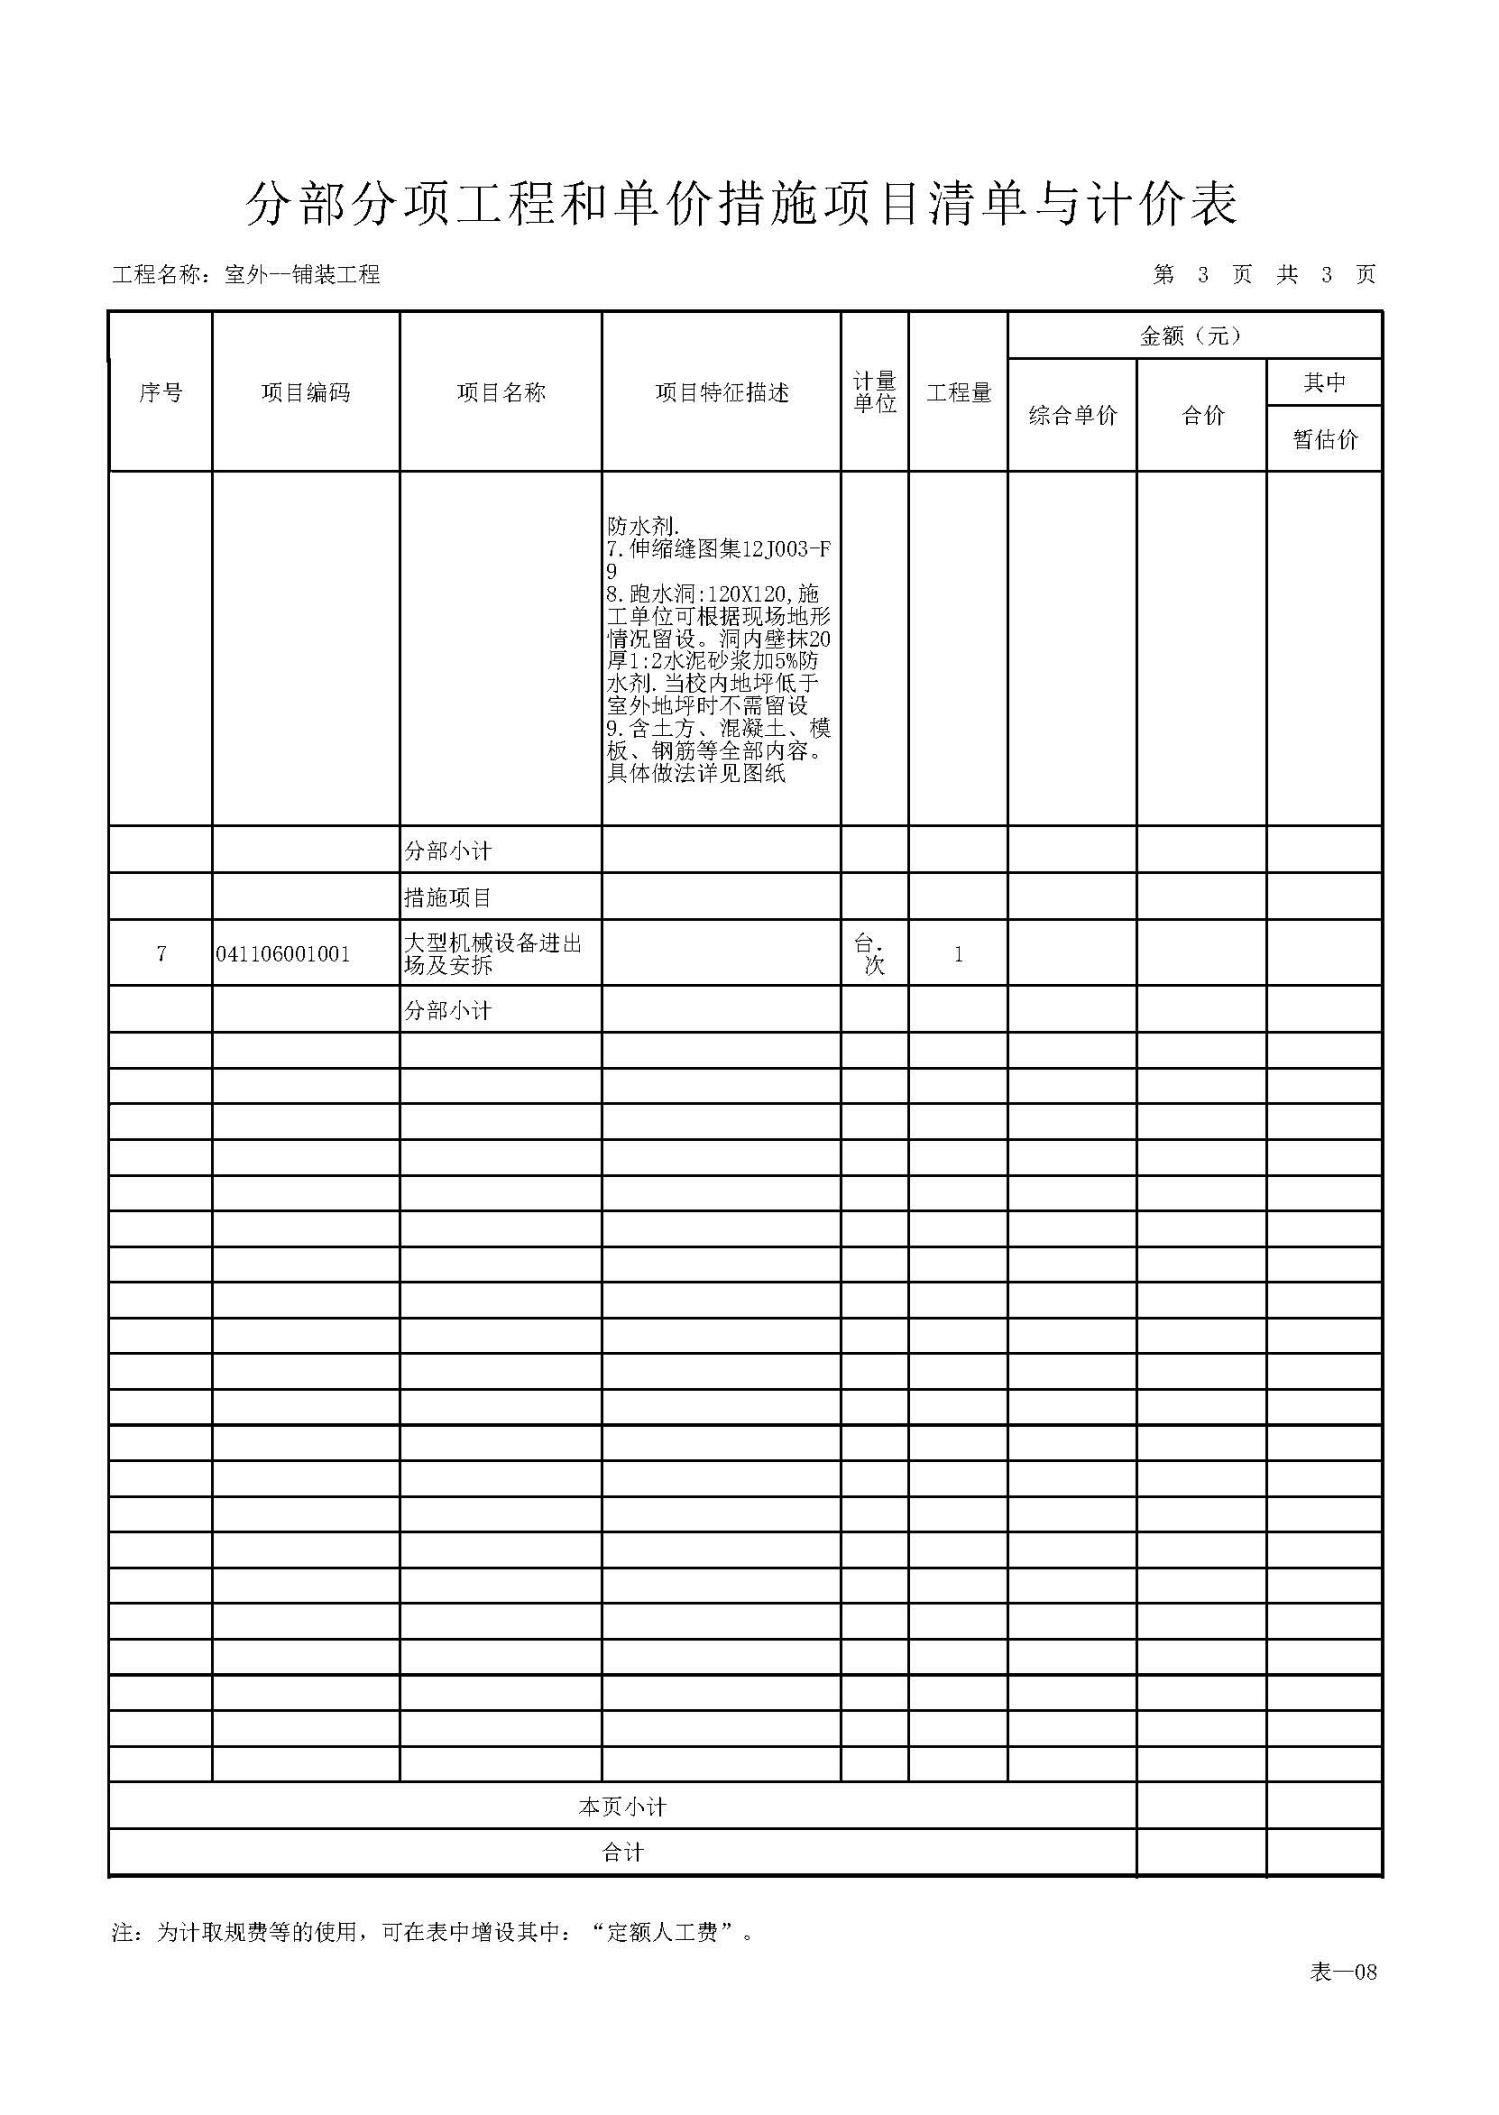 分部分项工程和单价措施项目清单与计价表
工程名称：室外--铺装工程
第 3 页 共 3 页
序号
项目编码
项目名称
项目特征描述
计量
单位
工程量
金额（元）
综合单价
合价
其中
暂估价
防水剂.
7.伸缩缝图集12J003-F
9
8.跑水洞:120X120,施
工单位可根据现场地形
情况留设。洞内壁抹20
厚1:2水泥砂浆加5%防
水剂.当校内地坪低于
室外地坪时不需留设
9.含土方、混凝土、模
板、钢筋等全部内容。
具体做法详见图纸
分部小计
措施项目
7
041106001001
大型机械设备进出
场及安拆
台.
次
1
分部小计
本页小计
合计
注：为计取规费等的使用，可在表中增设其中：“定额人工费”。
表—08